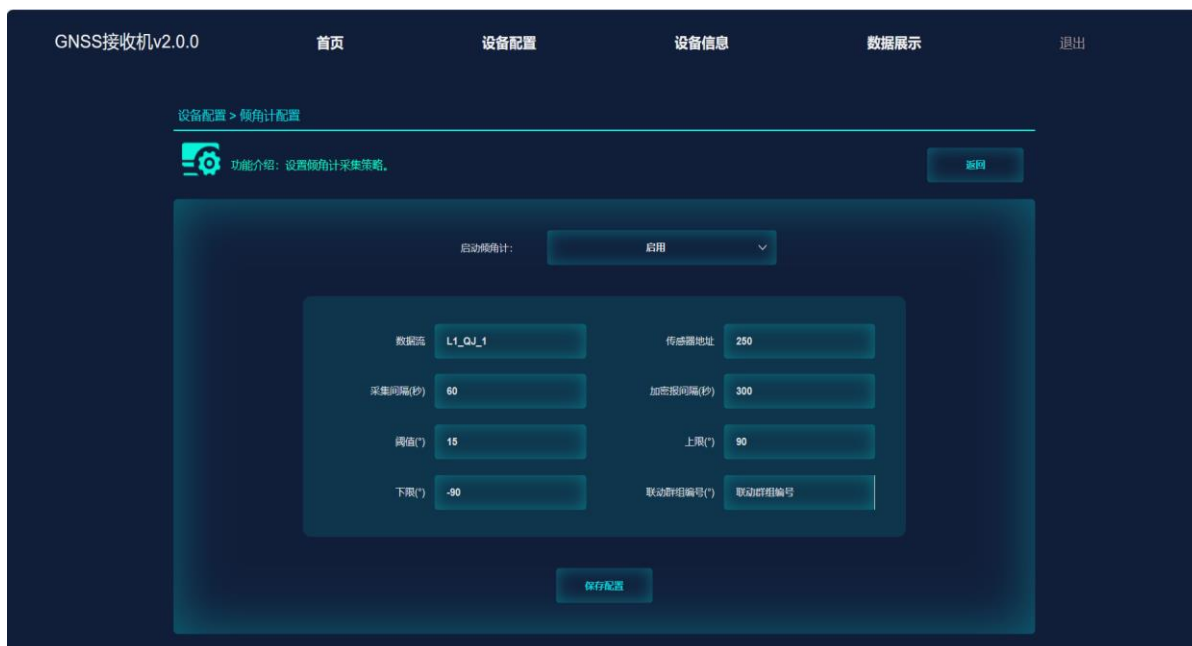 GNSS接收机v2.0.0 首页 设备配置 设备信息 数据展示 退出
设备配置 > 倾角计配置
功能介绍：设置倾角计采集策略。 返回
启动倾角计： 启用
数据流 L1_QJ_1 传感器地址 250
采集间隔(秒) 60 加密报间隔(秒) 300
阈值(°) 15 上限(°) 90
下限(°) -90 联动群组编号(°) 联动群组编号
保存配置